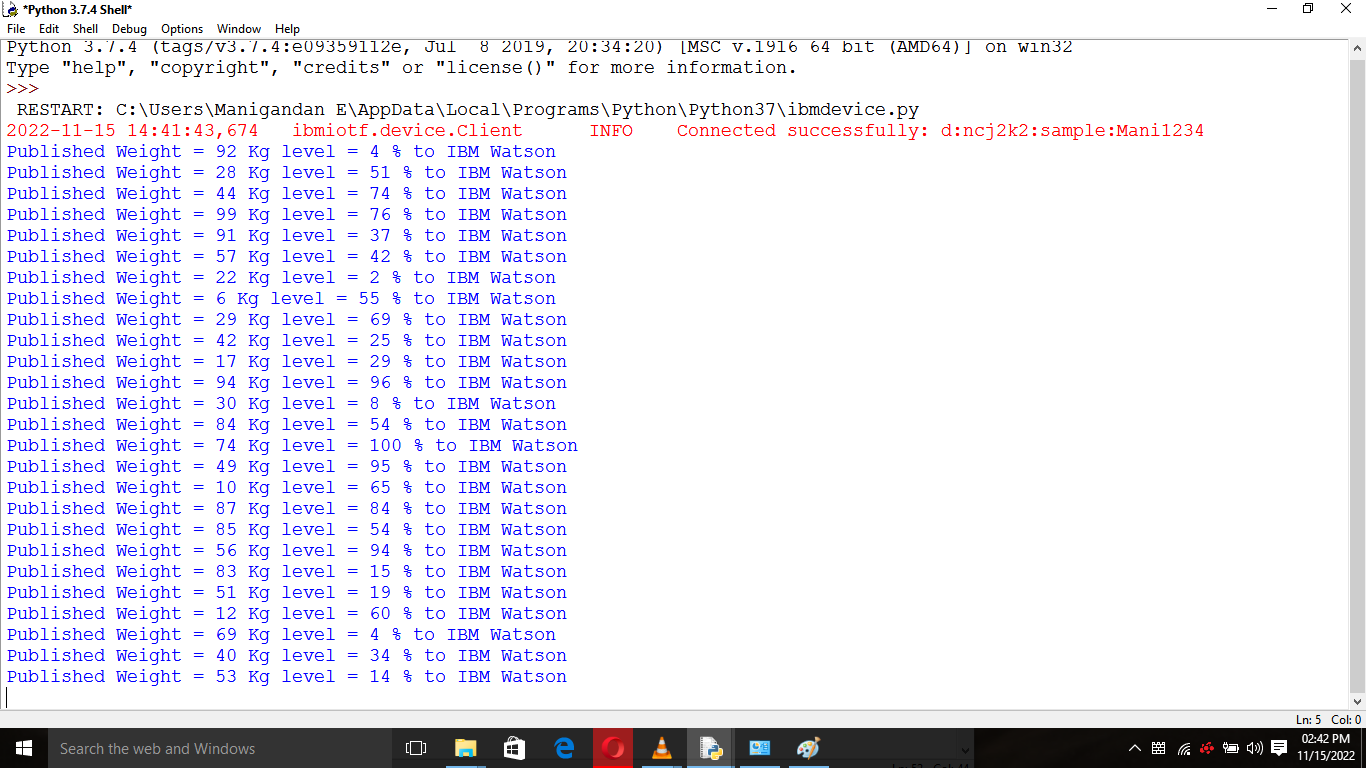 *Python 3.7.4 Shell*
File Edit Shell Debug Options Window Help
Python 3.7.4 (tags/v3.7.4:e09359112e, Jul  8 2019, 20:34:20) [MSC v.1916 64 bit (AMD64)] on win32
Type "help", "copyright", "credits" or "license()" for more information.
>>>
 RESTART: C:\Users\Manigandan E\AppData\Local\Programs\Python\Python37\ibmdevice.py
2022-11-15 14:41:43,674   ibmiotf.device.Client      INFO    Connected successfully: d:ncj2k2:sample:Mani1234
Published Weight = 92 Kg level = 4 % to IBM Watson
Published Weight = 28 Kg level = 51 % to IBM Watson
Published Weight = 44 Kg level = 74 % to IBM Watson
Published Weight = 99 Kg level = 76 % to IBM Watson
Published Weight = 91 Kg level = 37 % to IBM Watson
Published Weight = 57 Kg level = 42 % to IBM Watson
Published Weight = 22 Kg level = 2 % to IBM Watson
Published Weight = 6 Kg level = 55 % to IBM Watson
Published Weight = 29 Kg level = 69 % to IBM Watson
Published Weight = 42 Kg level = 25 % to IBM Watson
Published Weight = 17 Kg level = 29 % to IBM Watson
Published Weight = 94 Kg level = 96 % to IBM Watson
Published Weight = 30 Kg level = 8 % to IBM Watson
Published Weight = 84 Kg level = 54 % to IBM Watson
Published Weight = 74 Kg level = 100 % to IBM Watson
Published Weight = 49 Kg level = 95 % to IBM Watson
Published Weight = 10 Kg level = 65 % to IBM Watson
Published Weight = 87 Kg level = 84 % to IBM Watson
Published Weight = 85 Kg level = 54 % to IBM Watson
Published Weight = 56 Kg level = 94 % to IBM Watson
Published Weight = 83 Kg level = 15 % to IBM Watson
Published Weight = 51 Kg level = 19 % to IBM Watson
Published Weight = 12 Kg level = 60 % to IBM Watson
Published Weight = 69 Kg level = 4 % to IBM Watson
Published Weight = 40 Kg level = 34 % to IBM Watson
Published Weight = 53 Kg level = 14 % to IBM Watson
Ln: 5 Col: 0
Search the web and Windows
02:42 PM
11/15/2022